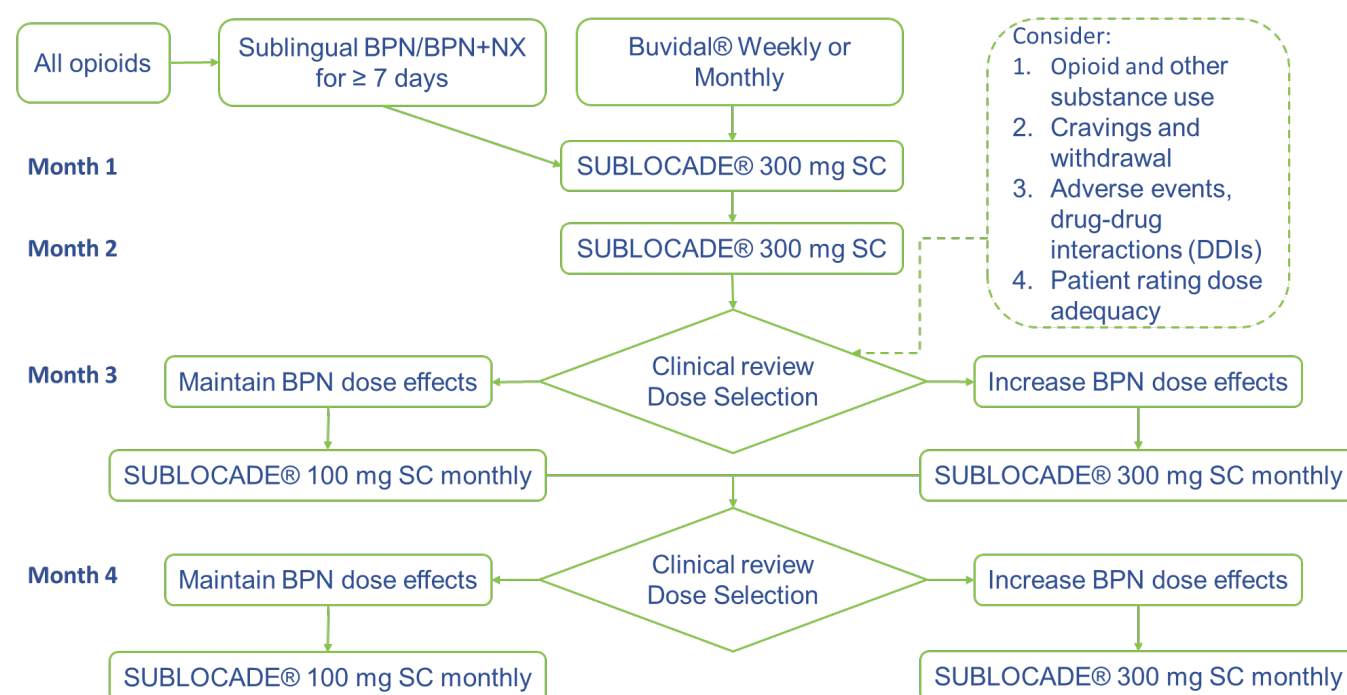 All opioids
Sublingual BPN/BPN+NX
for ≥ 7 days
Buvidal® Weekly or
Monthly
Consider:
1. Opioid and other
substance use
2. Cravings and
withdrawal
3. Adverse events,
drug-drug
interactions (DDIs)
4. Patient rating dose
adequacy
Month 1
SUBLOCADE® 300 mg SC
Month 2
SUBLOCADE® 300 mg SC
Month 3
Maintain BPN dose effects
Clinical review
Dose Selection
Increase BPN dose effects
SUBLOCADE® 100 mg SC monthly
SUBLOCADE® 300 mg SC monthly
Month 4
Maintain BPN dose effects
Clinical review
Dose Selection
Increase BPN dose effects
SUBLOCADE® 100 mg SC monthly
SUBLOCADE® 300 mg SC monthly